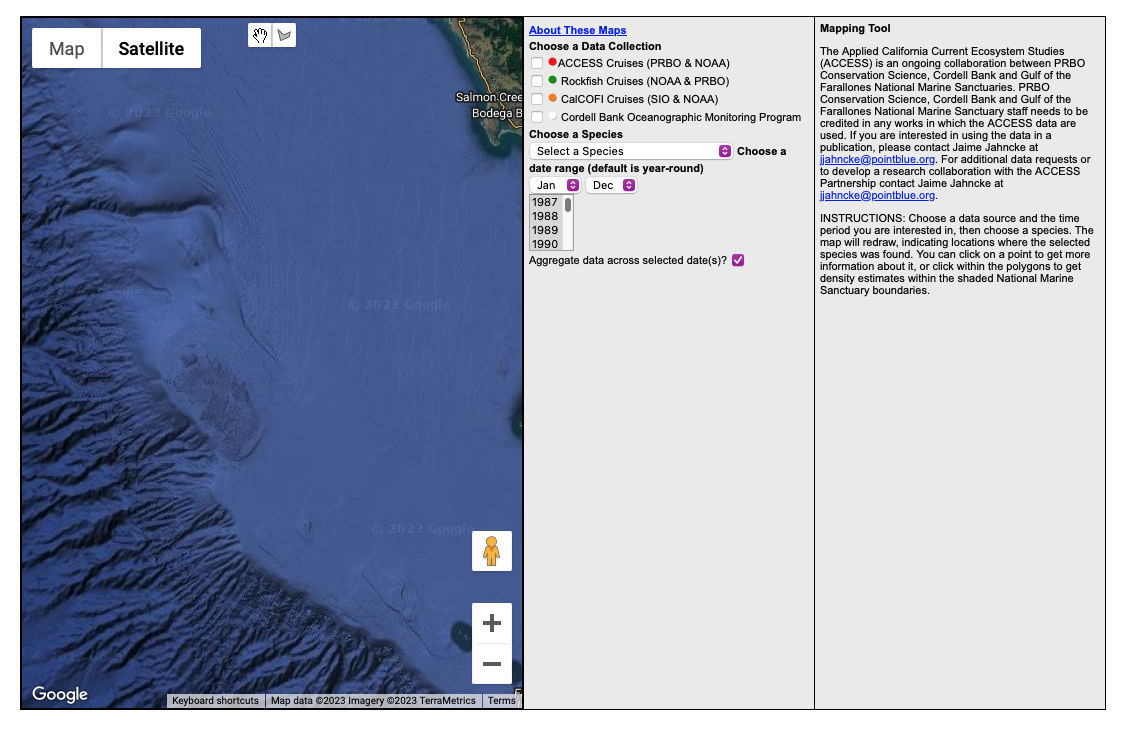 Map
Satellite
Salmon Cree
Bodega B
© 2023 Google
© 2023 Google
© 2023 Google
Google
Keyboard shortcuts
Map data ©2023 Imagery ©2023 TerraMetrics
Terms
About These Maps
Choose a Data Collection
ACCESS Cruises (PRBO & NOAA)
Rockfish Cruises (NOAA & PRBO)
CalCOFI Cruises (SIO & NOAA)
Cordell Bank Oceanographic Monitoring Program
Choose a Species
Select a Species Choose a
date range (default is year-round)
Jan Dec
1987
1988
1989
1990
Aggregate data across selected date(s)?
Mapping Tool
The Applied California Current Ecosystem Studies
(ACCESS) is an ongoing collaboration between PRBO
Conservation Science, Cordell Bank and Gulf of the
Farallones National Marine Sanctuaries. PRBO
Conservation Science, Cordell Bank and Gulf of the
Farallones National Marine Sanctuary staff needs to be
credited in any works in which the ACCESS data are
used. If you are interested in using the data in a
publication, please contact Jaime Jahncke at
jjahncke@pointblue.org. For additional data requests or
to develop a research collaboration with the ACCESS
Partnership contact Jaime Jahncke at
jjahncke@pointblue.org.
INSTRUCTIONS: Choose a data source and the time
period you are interested in, then choose a species. The
map will redraw, indicating locations where the selected
species was found. You can click on a point to get more
information about it, or click within the polygons to get
density estimates within the shaded National Marine
Sanctuary boundaries.